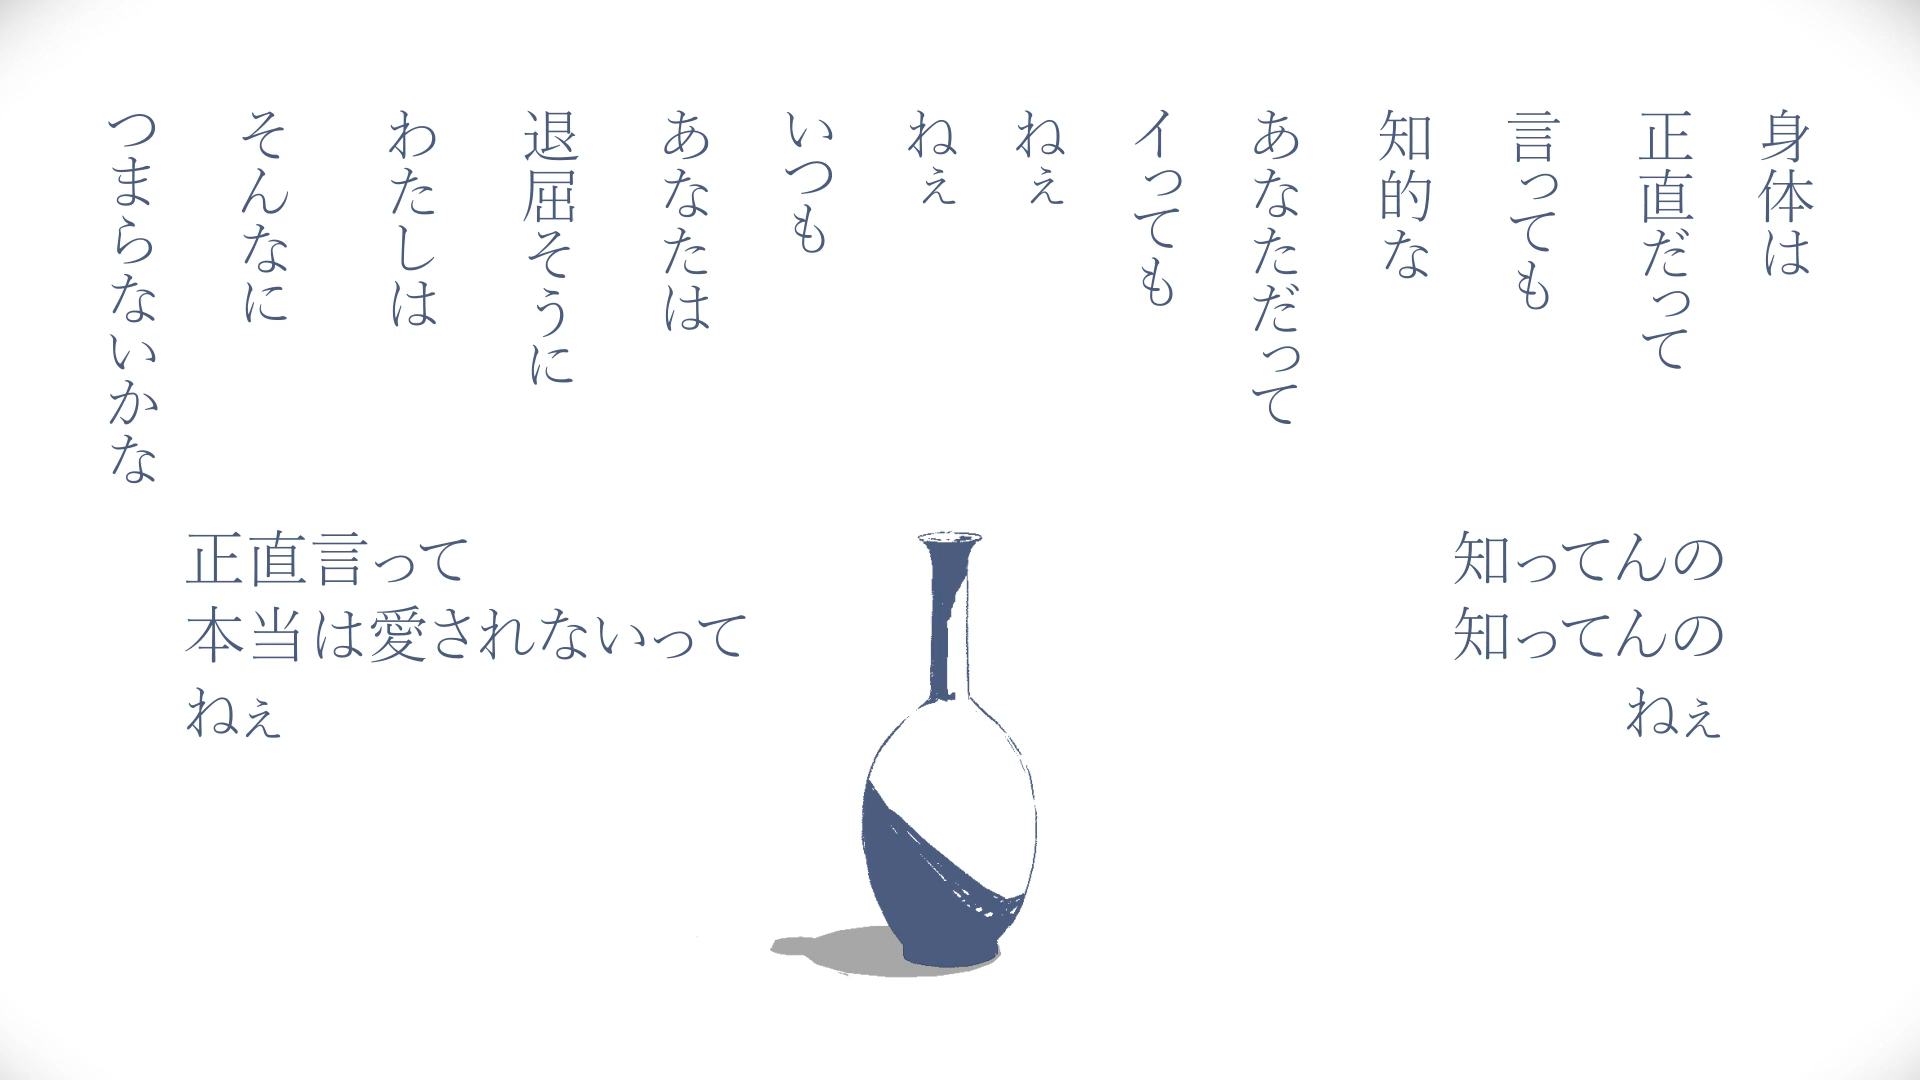 身体は
正直だって
言っても
知的な
あなただって
イっても
ねぇ
ねぇ
いつも
あなたは
退屈そうに
わたしは
そんなに
つまらないかな
正直言って
本当は愛されないって
ねぇ
知ってんの
知ってんの
ねぇ